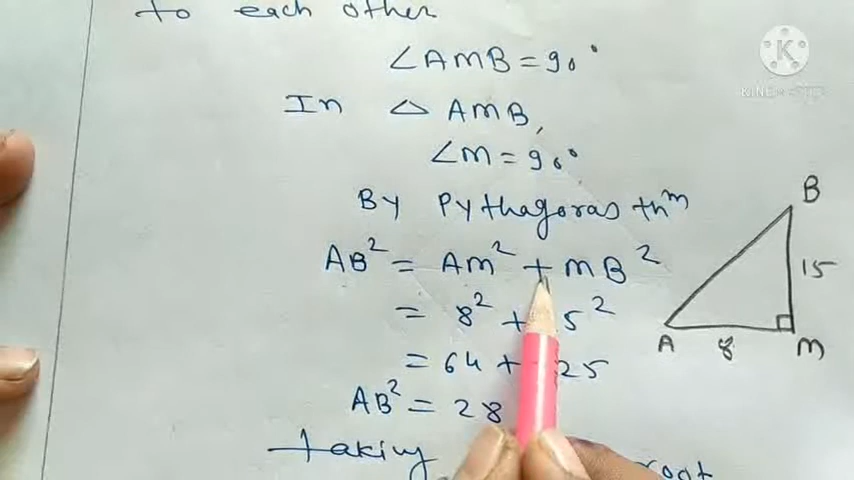 to each other
∠AMB = 90°
In △ AMB,
∠M = 90°
By Pythagoras thm
AB² = AM² + MB²
= 8² + 5²
= 64 + 25
AB² = 28
taking root
B
15
A
8
M
K
KINEMASTER